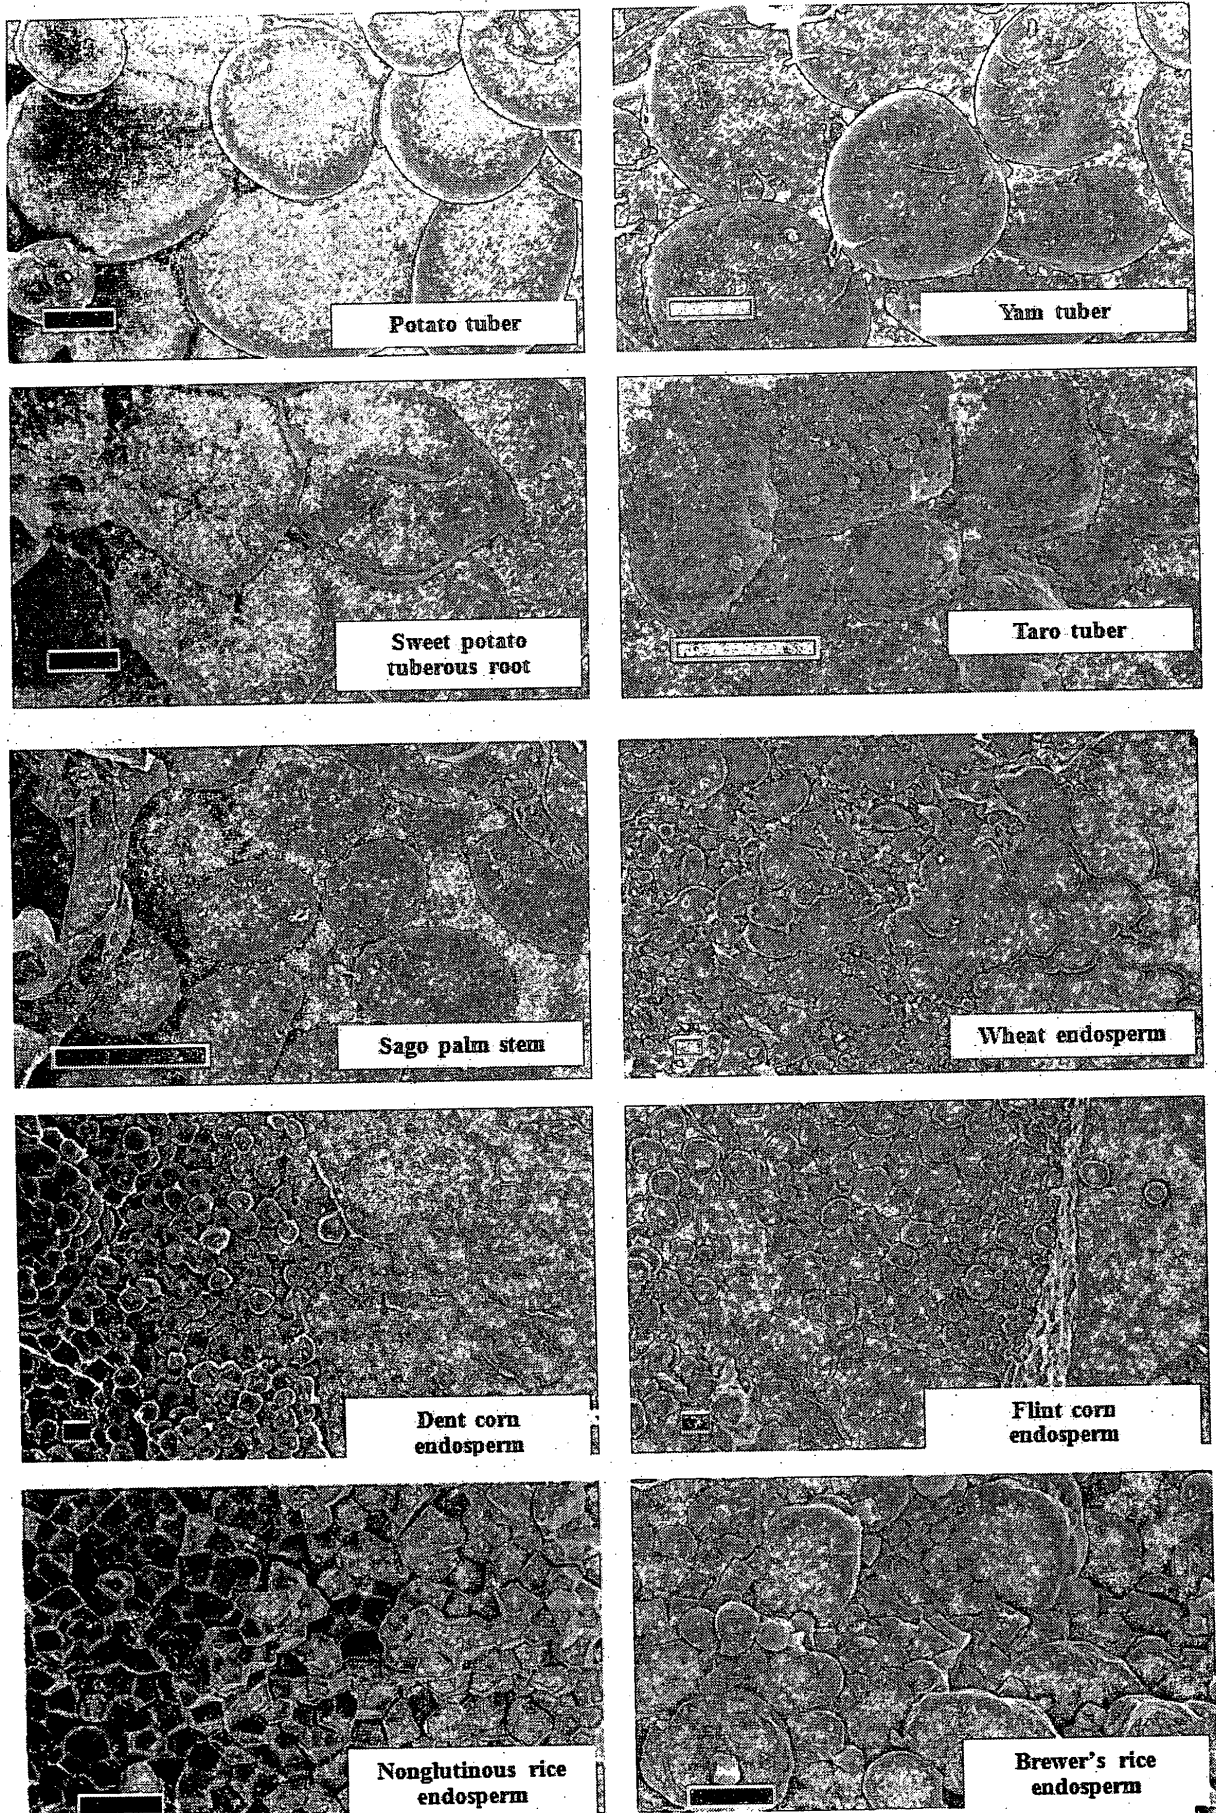 Potato tuber
Yam tuber
Sweet potato
tuberous root
Taro tuber
Sago palm stem
Wheat endosperm
Dent corn
endosperm
Flint corn
endosperm
Nonglutinous rice
endosperm
Brewer's rice
endosperm